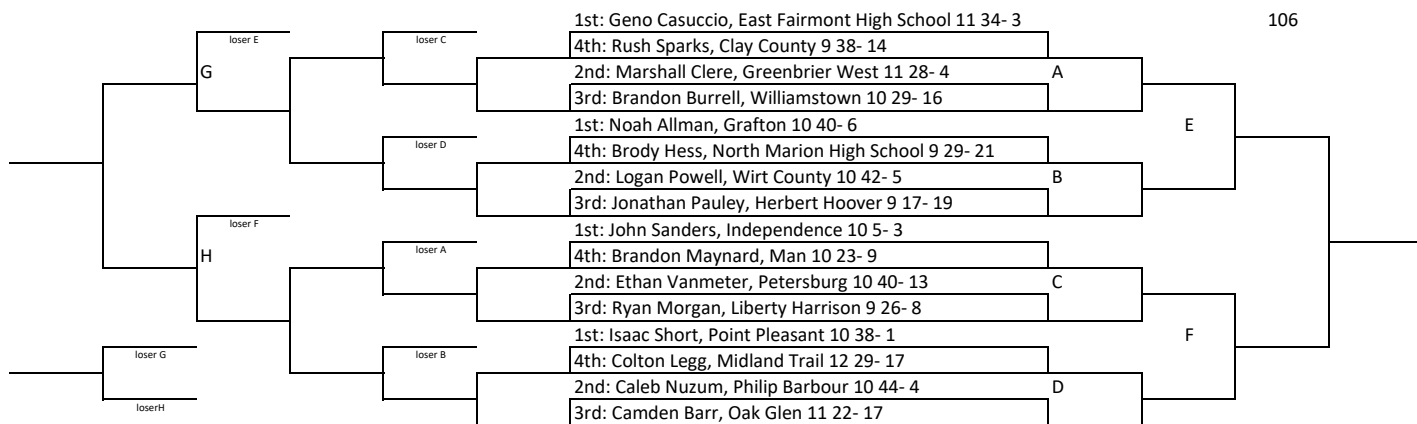 1st: Geno Casuccio, East Fairmont High School 11 34- 3 106
loser E loser C
4th: Rush Sparks, Clay County 9 38- 14
G 2nd: Marshall Clere, Greenbrier West 11 28- 4 A
3rd: Brandon Burrell, Williamstown 10 29- 16
1st: Noah Allman, Grafton 10 40- 6 E
loser D 4th: Brody Hess, North Marion High School 9 29- 21
2nd: Logan Powell, Wirt County 10 42- 5 B
3rd: Jonathan Pauley, Herbert Hoover 9 17- 19
loser F 1st: John Sanders, Independence 10 5- 3
H loser A 4th: Brandon Maynard, Man 10 23- 9
2nd: Ethan Vanmeter, Petersburg 10 40- 13 C
3rd: Ryan Morgan, Liberty Harrison 9 26- 8
1st: Isaac Short, Point Pleasant 10 38- 1 F
loser G loser B 4th: Colton Legg, Midland Trail 12 29- 17
2nd: Caleb Nuzum, Philip Barbour 10 44- 4 D
loserH 3rd: Camden Barr, Oak Glen 11 22- 17